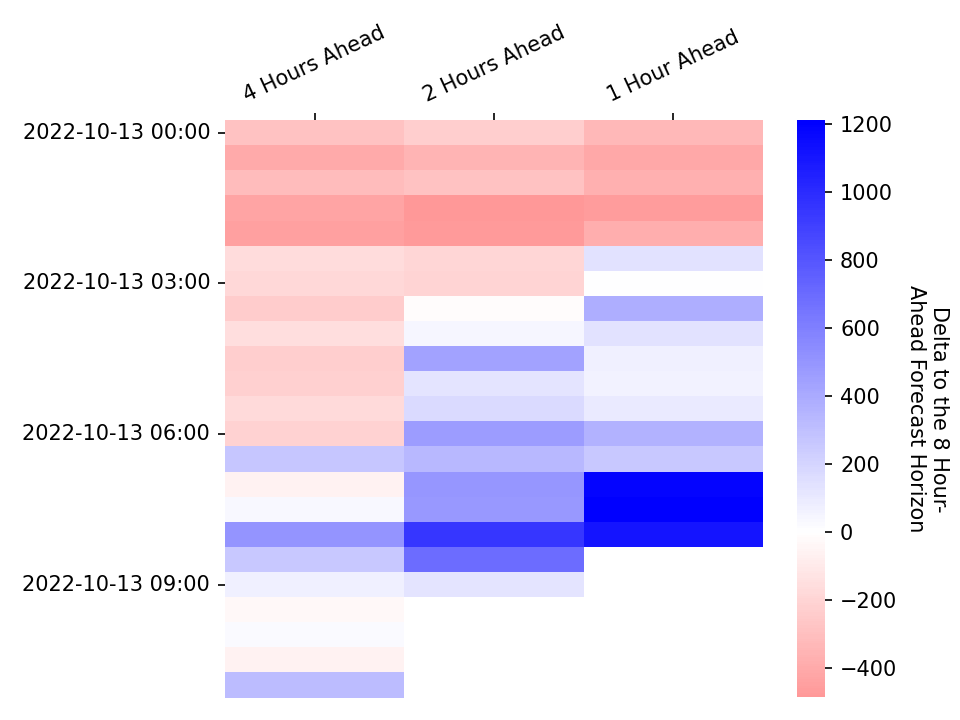 4 Hours Ahead
2 Hours Ahead
1 Hour Ahead
2022-10-13 00:00
2022-10-13 03:00
2022-10-13 06:00
2022-10-13 09:00
1200
1000
800
600
400
200
0
−200
−400
Delta to the 8 Hour-
Ahead Forecast Horizon